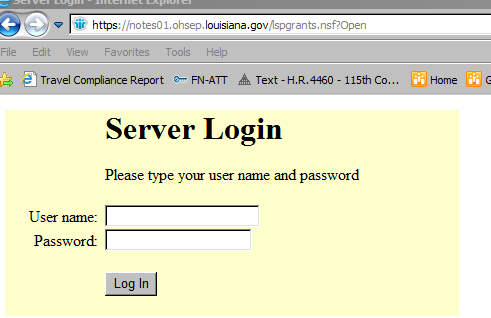 Server Login - Internet Explorer
https://notes01.ohsep.louisiana.gov/lspgrants.nsf?Open
File Edit View Favorites Tools Help
Travel Compliance Report FN-ATT Text - H.R.4460 - 115th Co... Home G
Server Login
Please type your user name and password
User name:
Password:
Log In